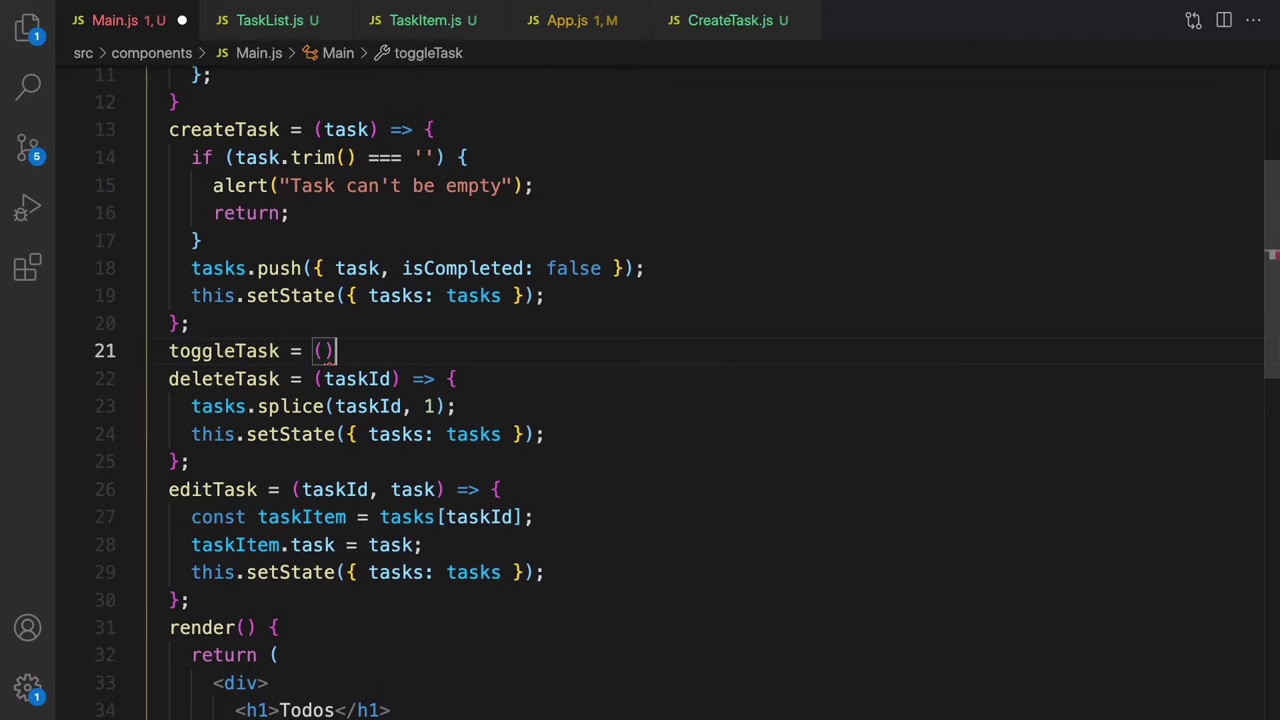 Main.js 1, U TaskList.js U TaskItem.js U App.js 1, M CreateTask.js U
src > components > Main.js > Main > toggleTask
11 };
12 }
13 createTask = (task) => {
14 if (task.trim() === '') {
15 alert("Task can't be empty");
16 return;
17 }
18 tasks.push({ task, isCompleted: false });
19 this.setState({ tasks: tasks });
20 };
21 toggleTask = ()
22 deleteTask = (taskId) => {
23 tasks.splice(taskId, 1);
24 this.setState({ tasks: tasks });
25 };
26 editTask = (taskId, task) => {
27 const taskItem = tasks[taskId];
28 taskItem.task = task;
29 this.setState({ tasks: tasks });
30 };
31 render() {
32 return (
33 <div>
34 <h1>Todos</h1>
1
5
1